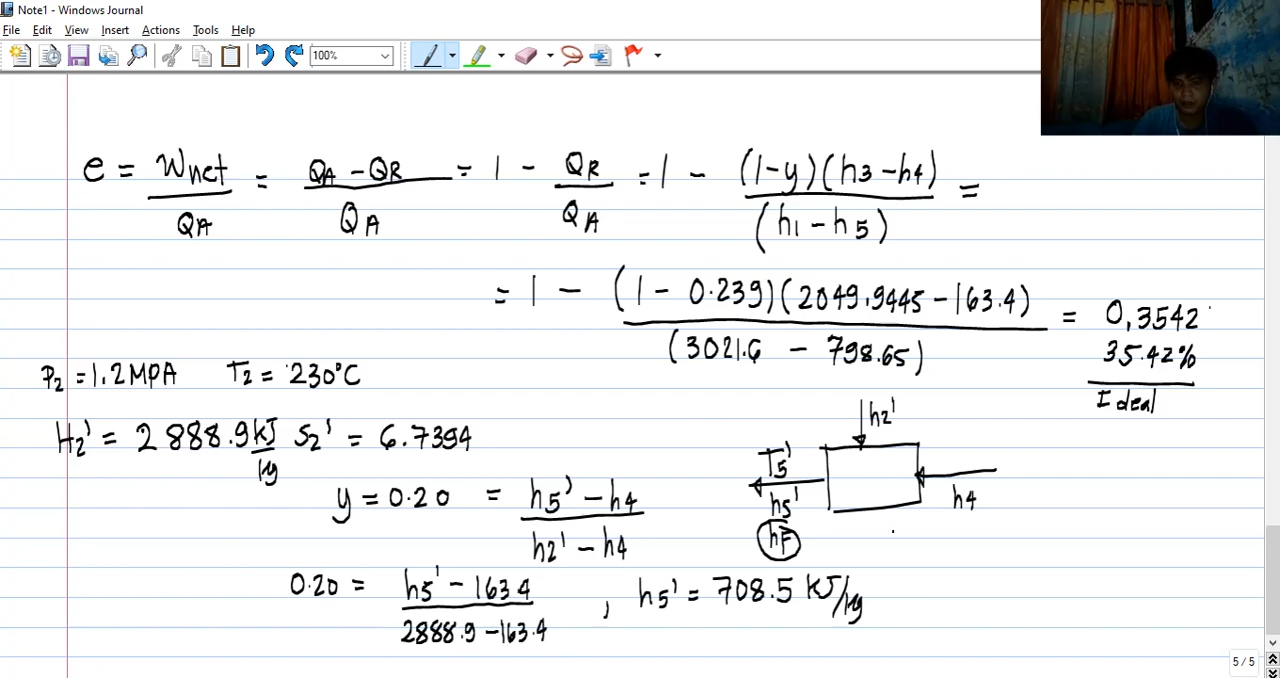 Note1 - Windows Journal
File Edit View Insert Actions Tools Help
100%
e = Wnet / QA = QA - QR / QA = 1 - QR / QA = 1 - (1-y)(h3-h4) / (h1 - h5) =
= 1 - (1 - 0.239)(2049.9445 - 163.4) / (3021.6 - 798.65) = 0,3542
35.42%
Ideal
P2 = 1.2MPA T2 = 230°C
H2' = 2888.9 kJ/kg S2' = 6.7394
h2'
T5'
h5'
hF
h4
y = 0.20 = h5' - h4 / h2' - h4
0.20 = h5' - 163.4 / 2888.9 - 163.4 , h5' = 708.5 KJ/kg
5 / 5